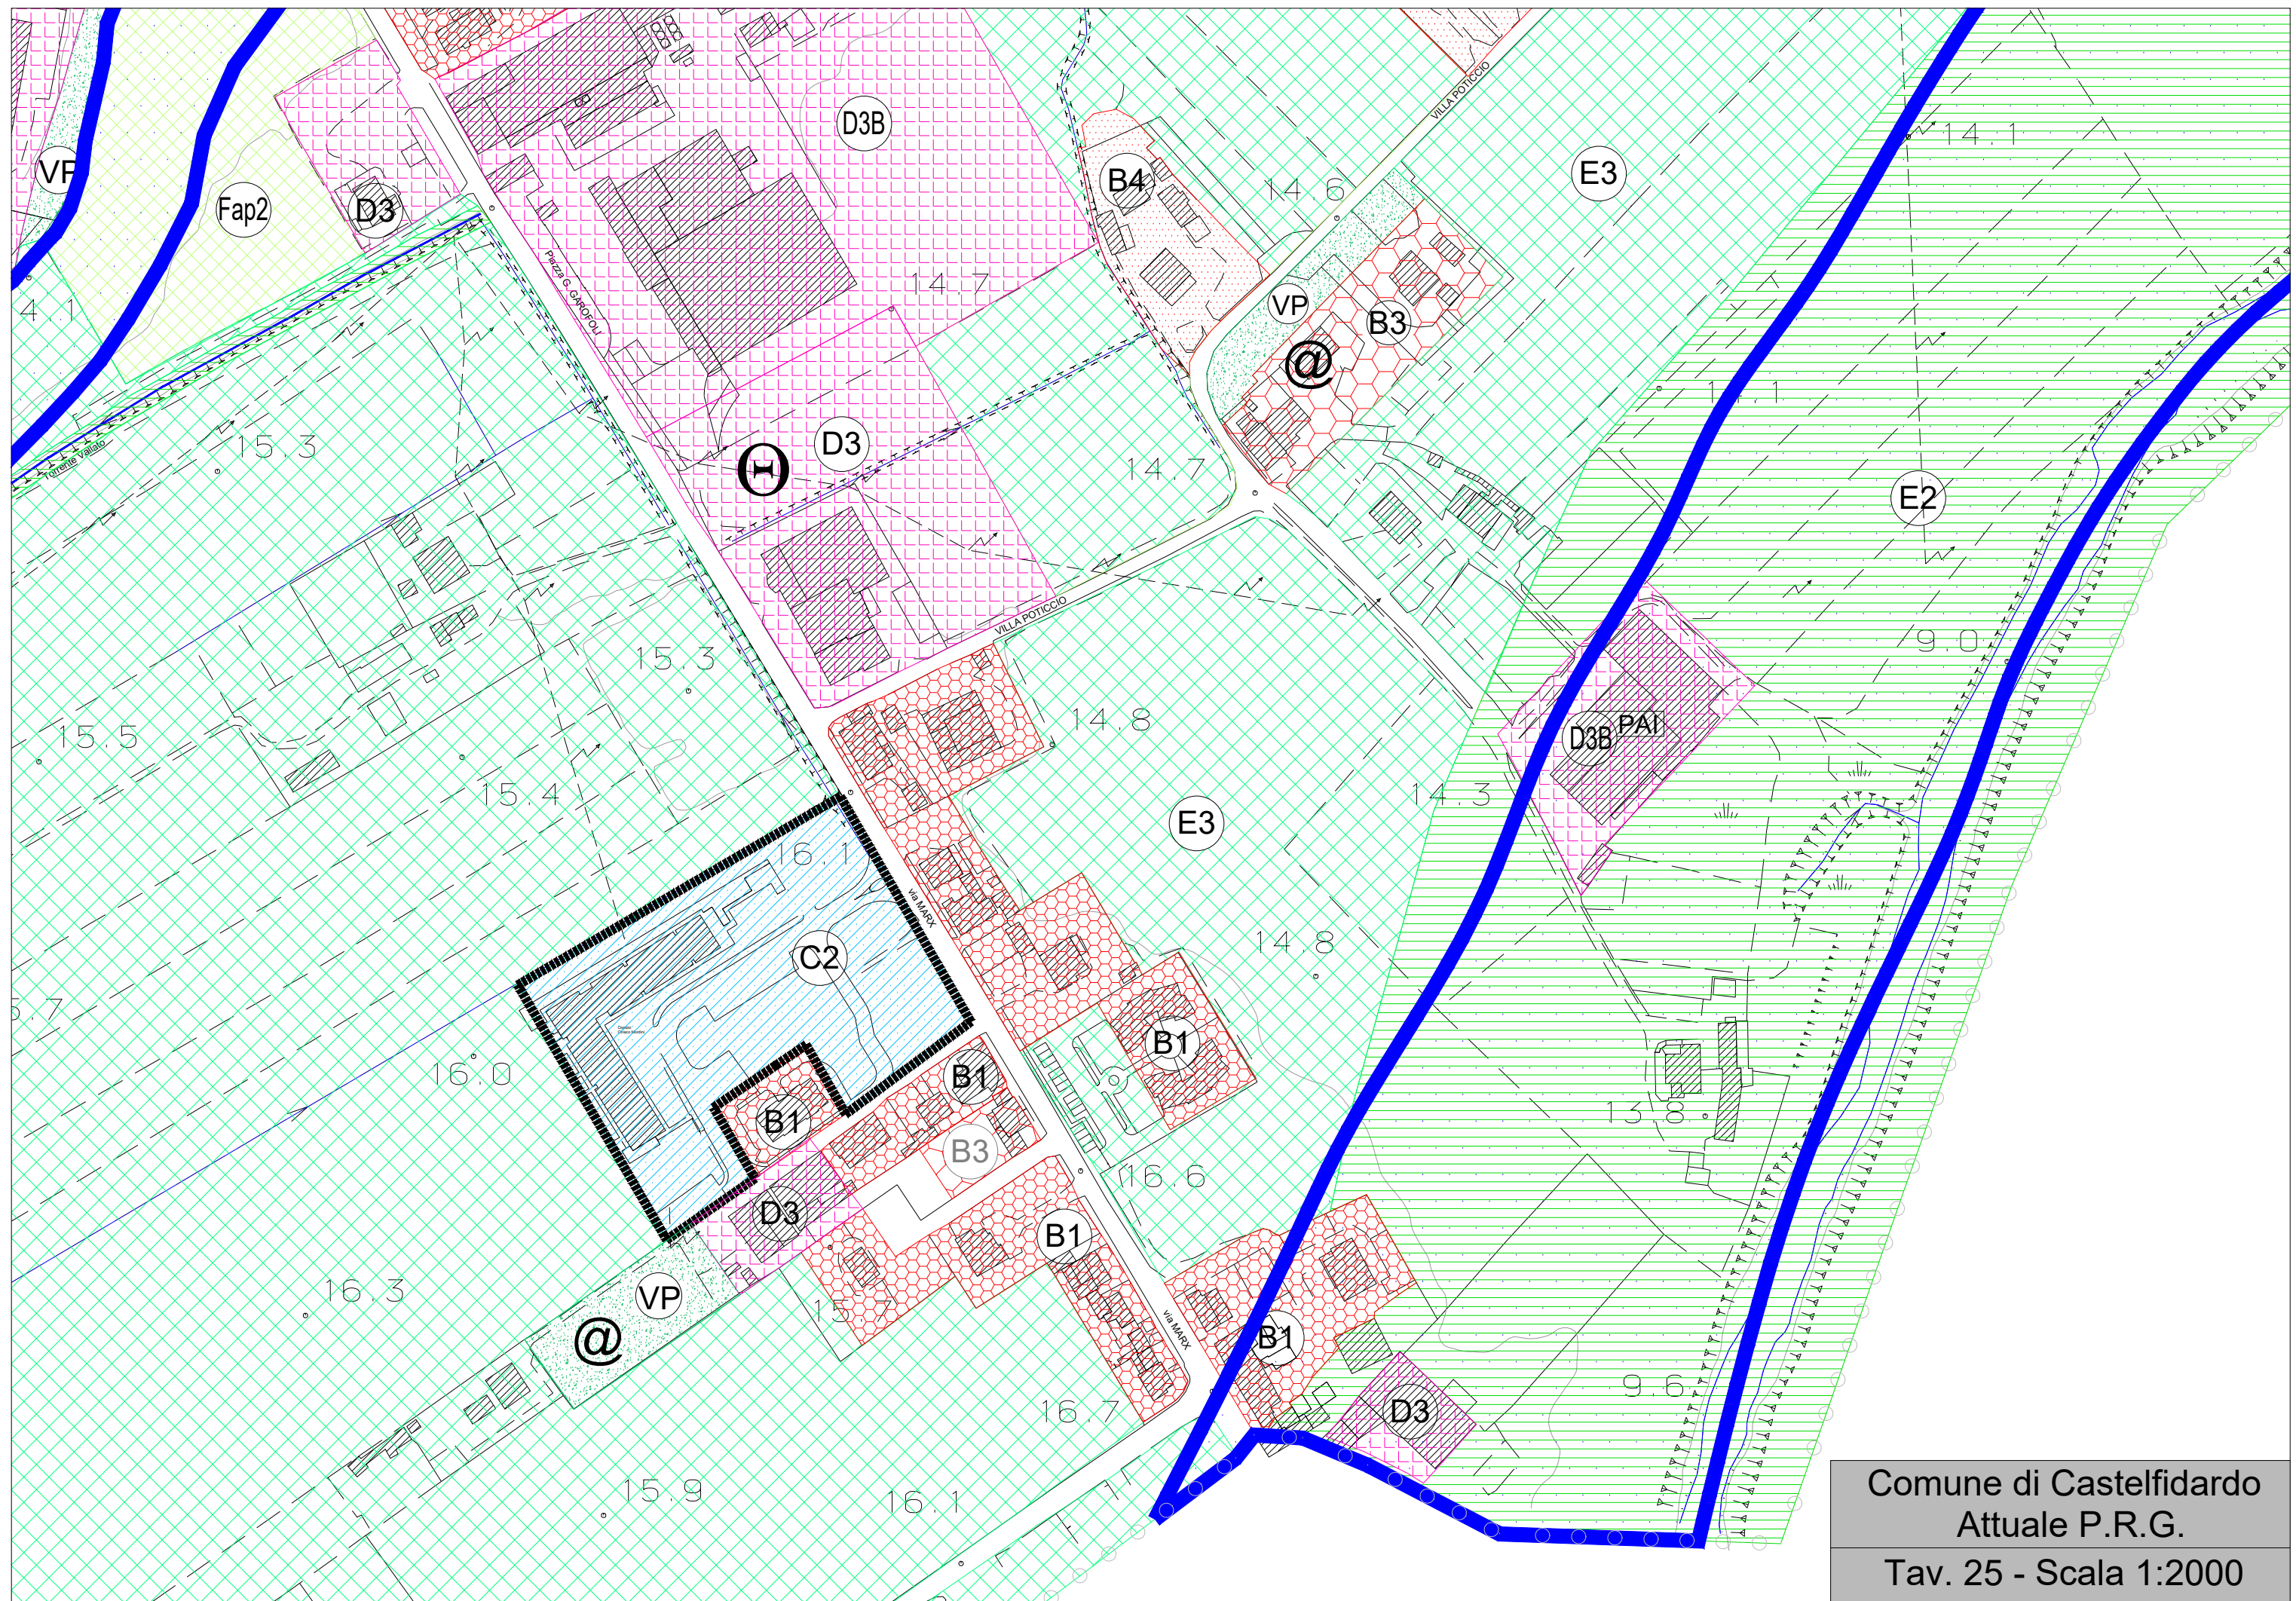 D3B
14.1
B4
VP
Fap2
D3
E3
14.6
VILLA POTICCIO
Piazza G. GAROFOLI
14.7
VP
B3
@
4.1
15.3
Torrente Vallato
D3
Θ
14.7
E2
VILLA POTICCIO
15.3
9.0
15.5
14.8
D3B
PAI
15.4
14.3
E3
16.1
via MARX
C2
14.8
5.7
B1
16.0
B1
B1
13.8
B3
16.6
D3
B1
16.3
VP
15.7
@
via MARX
B1
9.6
16.7
D3
15.9
16.1
Comune di Castelfidardo
Attuale P.R.G.
Tav. 25 - Scala 1:2000